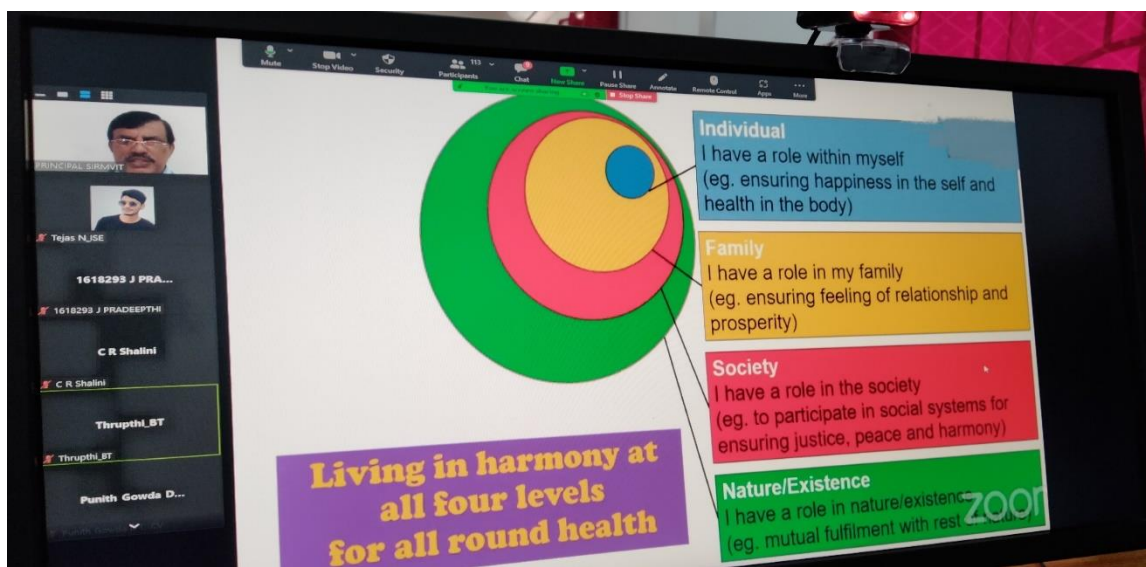 Mute
Stop Video
Security
Participants
113
Chat
New Share
Pause Share
Annotate
Remote Control
Apps
More
Stop Share
PRINCIPAL SIRMVIT
Tejas N_ISE
1618293 J PRA...
1618293 J PRADEEPTHI
C R Shalini
C R Shalini
Thrupthi_BT
Thrupthi_BT
Punith Gowda D...
Individual
I have a role within myself
(eg. ensuring happiness in the self and
health in the body)
Family
I have a role in my family
(eg. ensuring feeling of relationship and
prosperity)
Society
I have a role in the society
(eg. to participate in social systems for
ensuring justice, peace and harmony)
Nature/Existence
I have a role in nature/existence
(eg. mutual fulfilment with rest
zoom
Living in harmony at
all four levels
for all round health